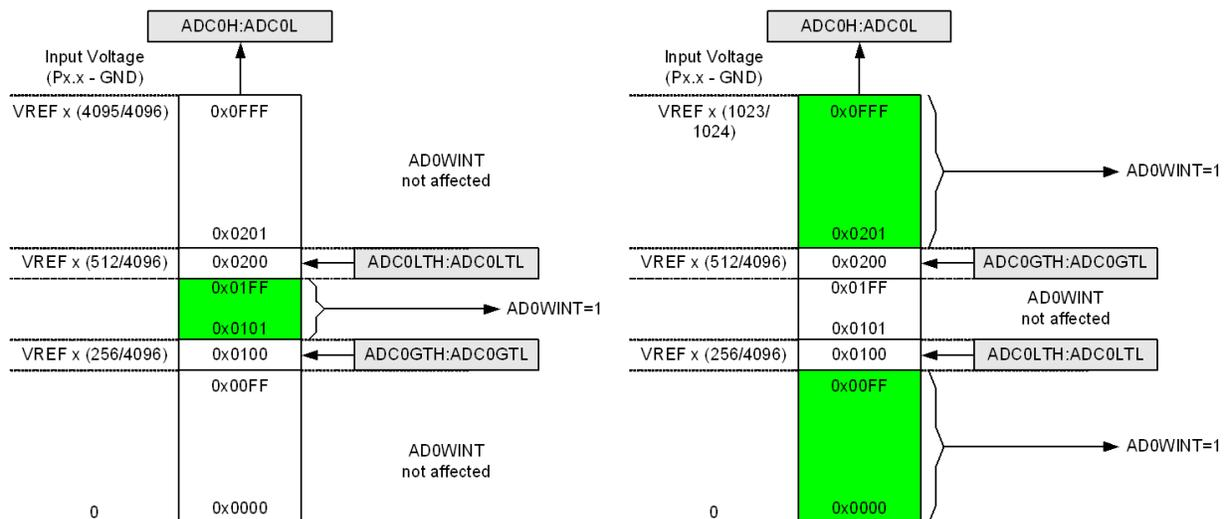 ADC0H:ADC0L
Input Voltage
(Px.x - GND)
VREF x (4095/4096)
0x0FFF
AD0WINT
not affected
0x0201
VREF x (512/4096)
0x0200
ADC0LTH:ADC0LTL
0x01FF
AD0WINT=1
0x0101
VREF x (256/4096)
0x0100
ADC0GTH:ADC0GTL
0x00FF
AD0WINT
not affected
0
0x0000
ADC0H:ADC0L
Input Voltage
(Px.x - GND)
VREF x (1023/
1024)
0x0FFF
AD0WINT=1
0x0201
VREF x (512/4096)
0x0200
ADC0GTH:ADC0GTL
0x01FF
AD0WINT
not affected
0x0101
VREF x (256/4096)
0x0100
ADC0LTH:ADC0LTL
0x00FF
AD0WINT=1
0
0x0000